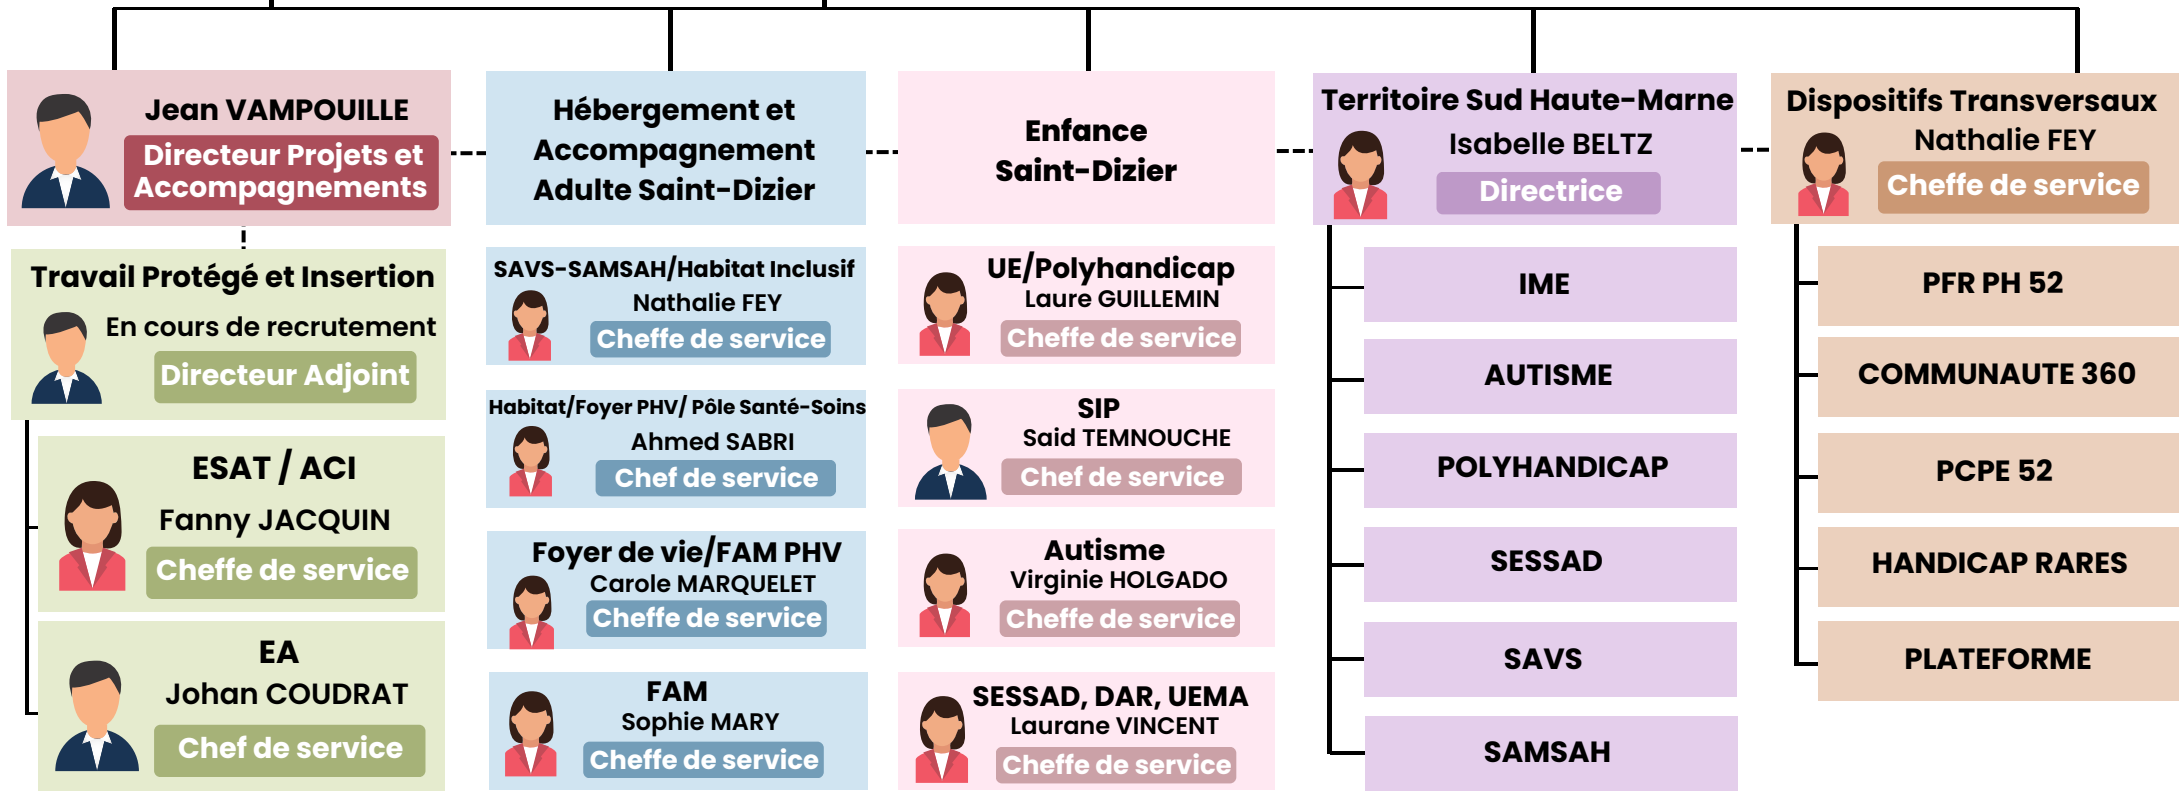 Jean VAMPOUILLE
Directeur Projets et
Accompagnements
Travail Protégé et Insertion
En cours de recrutement
Directeur Adjoint
ESAT / ACI
Fanny JACQUIN
Cheffe de service
EA
Johan COUDRAT
Chef de service
Hébergement et
Accompagnement
Adulte Saint-Dizier
SAVS-SAMSAH/Habitat Inclusif
Nathalie FEY
Cheffe de service
Habitat/Foyer PHV/ Pôle Santé-Soins
Ahmed SABRI
Chef de service
Foyer de vie/FAM PHV
Carole MARQUELET
Cheffe de service
FAM
Sophie MARY
Cheffe de service
Enfance
Saint-Dizier
UE/Polyhandicap
Laure GUILLEMIN
Cheffe de service
SIP
Said TEMNOUCHE
Chef de service
Autisme
Virginie HOLGADO
Cheffe de service
SESSAD, DAR, UEMA
Laurane VINCENT
Cheffe de service
Territoire Sud Haute-Marne
Isabelle BELTZ
Directrice
IME
AUTISME
POLYHANDICAP
SESSAD
SAVS
SAMSAH
Dispositifs Transversaux
Nathalie FEY
Cheffe de service
PFR PH 52
COMMUNAUTE 360
PCPE 52
HANDICAP RARES
PLATEFORME